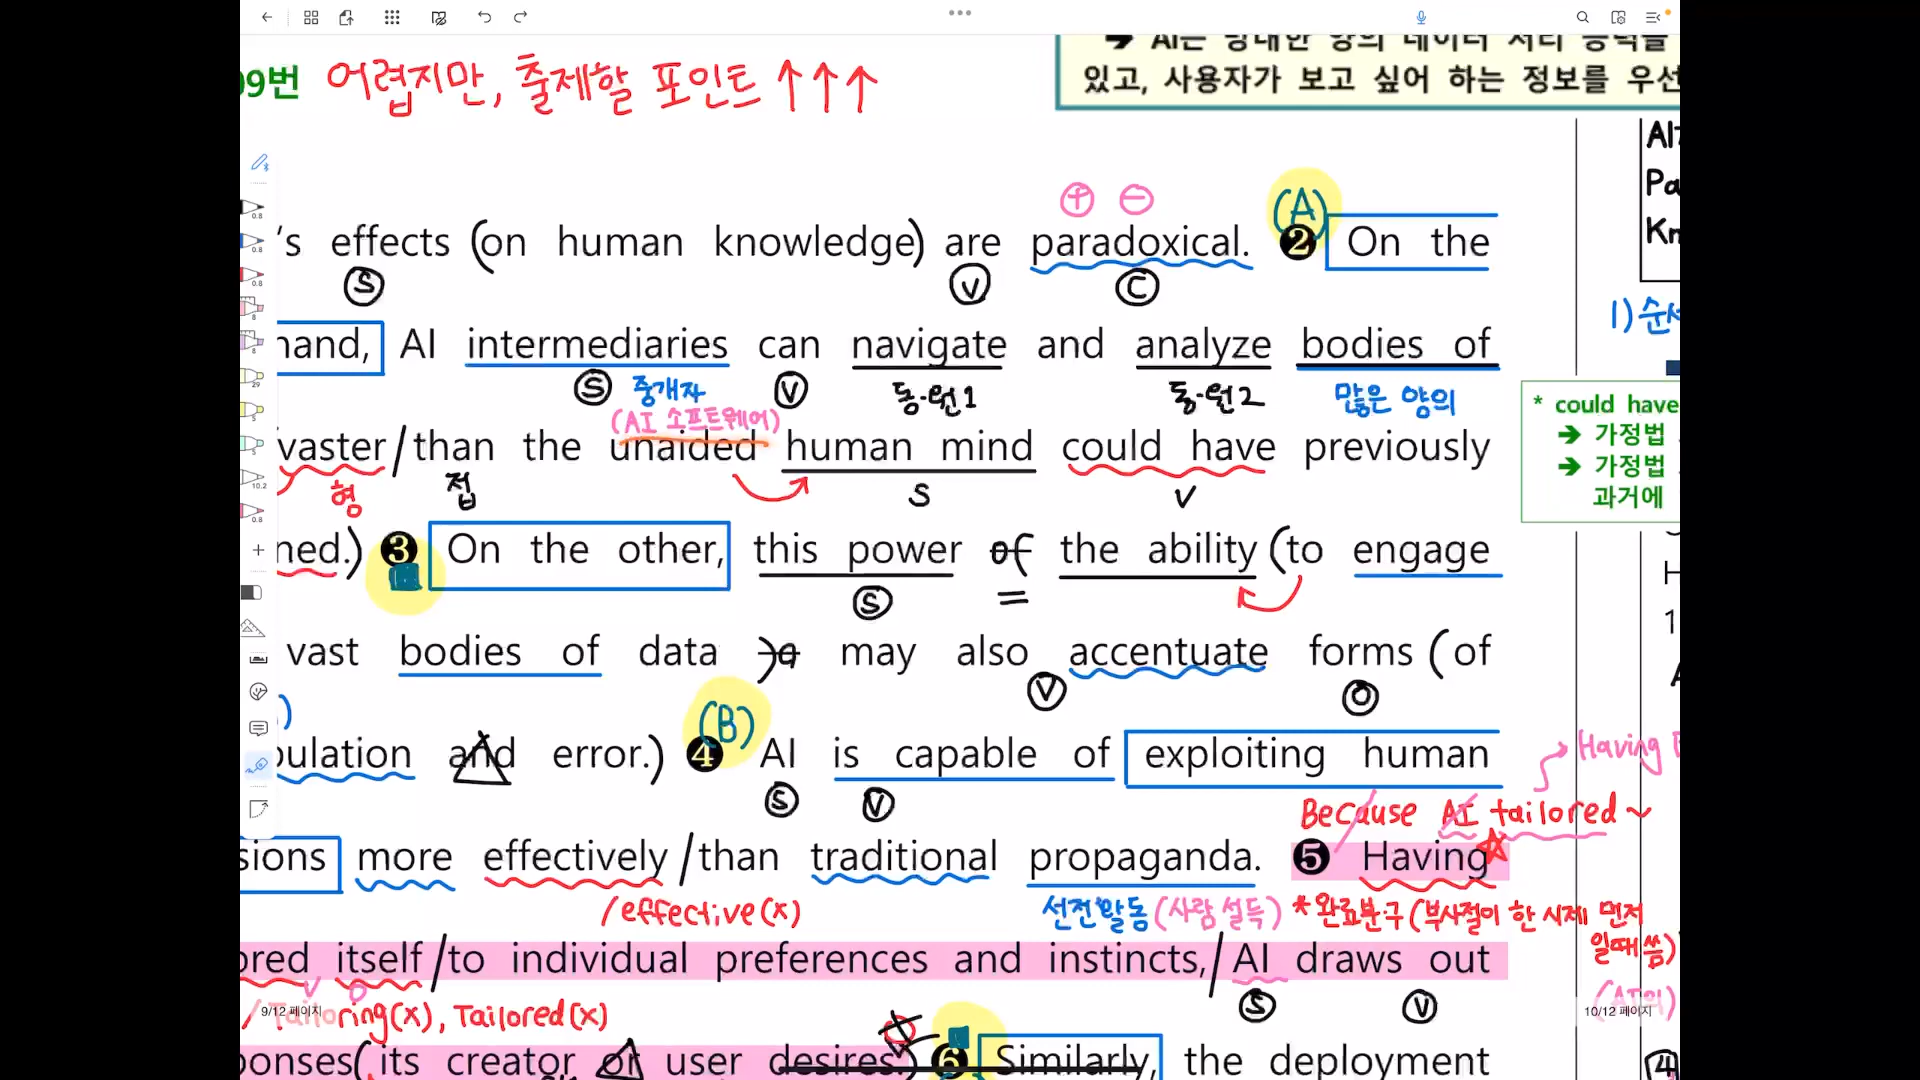 → AI는 방대한 양의 데이터 처리 능력을
있고, 사용자가 보고 싶어 하는 정보를 우선
09번 어렵지만, 출제할 포인트 ↑↑↑
's effects (on human knowledge) are paradoxical. ❷ On the
(A)
ⓢ ⓥ ⓒ
hand, AI intermediaries can navigate and analyze bodies of
ⓢ 중개자 ⓥ 동·원1 동·원2 많은 양의
(AI 소프트웨어)
vaster / than the unaided human mind could have previously
형 접 S V
ned.) ❸ On the other, this power of the ability (to engage
ⓢ =
vast bodies of data ) may also accentuate forms (of
ⓥ ⓞ
(B)
pulation and error.) ❹ AI is capable of exploiting human
ⓢ ⓥ
Because AI tailored ~
Having
sions more effectively / than traditional propaganda. ❺ Having
/effective(x) 선전활동 (사람 설득) *완료분구 (부사절이 한 시제 먼저
일때 씀)
ored itself / to individual preferences and instincts, / AI draws out
V O ⓢ ⓥ
/ Tailoring(x), Tailored(x)
ponses( its creator or user desires.) ❻ Similarly, the deployment
9/12 페이지
10/12 페이지
* could have
→ 가정법
→ 가정법
과거에
Kn
1) 순서
(4